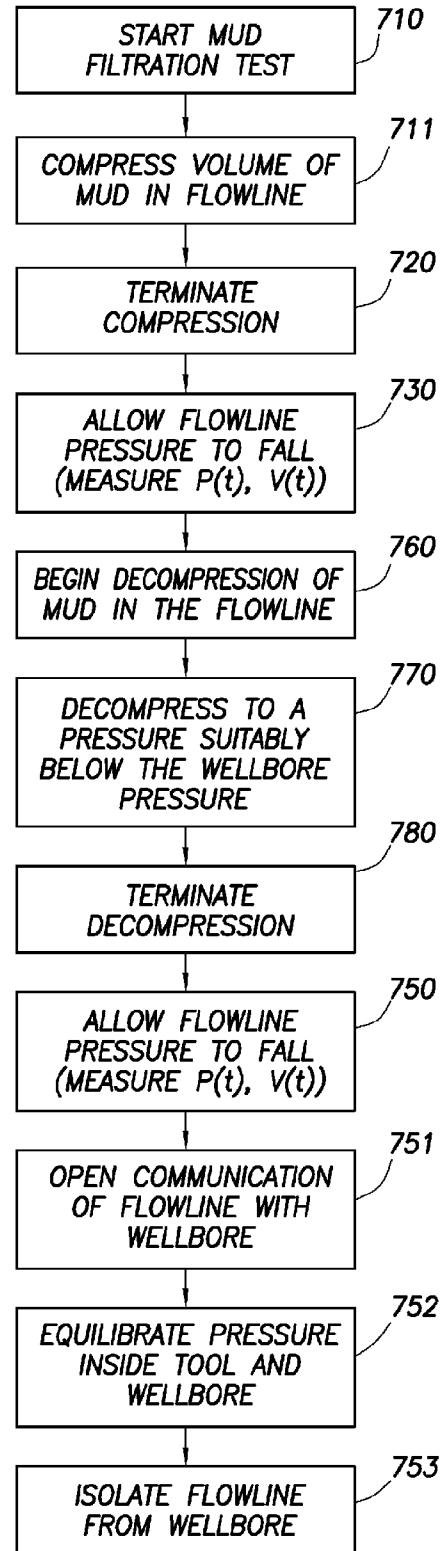 START MUD
FILTRATION TEST
710
COMPRESS VOLUME OF
MUD IN FLOWLINE
711
TERMINATE
COMPRESSION
720
ALLOW FLOWLINE
PRESSURE TO FALL
(MEASURE P(t), V(t))
730
BEGIN DECOMPRESSION OF
MUD IN THE FLOWLINE
760
DECOMPRESS TO A
PRESSURE SUITABLY
BELOW THE WELLBORE
PRESSURE
770
TERMINATE
DECOMPRESSION
780
ALLOW FLOWLINE
PRESSURE TO FALL
(MEASURE P(t), V(t))
750
OPEN COMMUNICATION
OF FLOWLINE WITH
WELLBORE
751
EQUILIBRATE PRESSURE
INSIDE TOOL AND
WELLBORE
752
ISOLATE FLOWLINE
FROM WELLBORE
753